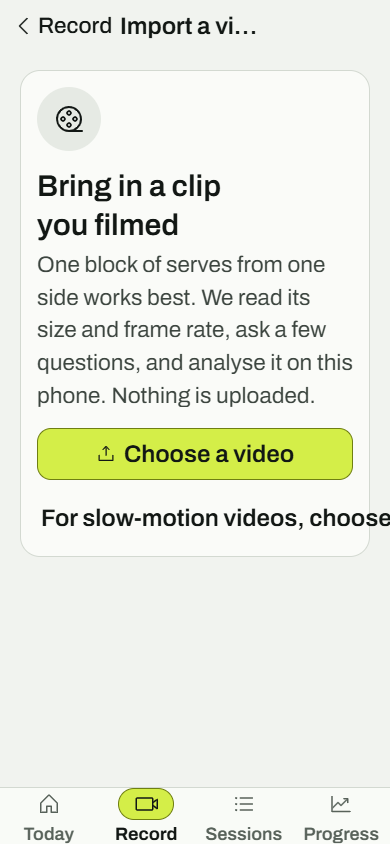 Record Import a vi...
Bring in a clip
you filmed
One block of serves from one
side works best. We read its
size and frame rate, ask a few
questions, and analyse it on this
phone. Nothing is uploaded.
Choose a video
For slow-motion videos, choose
Today Record Sessions Progress